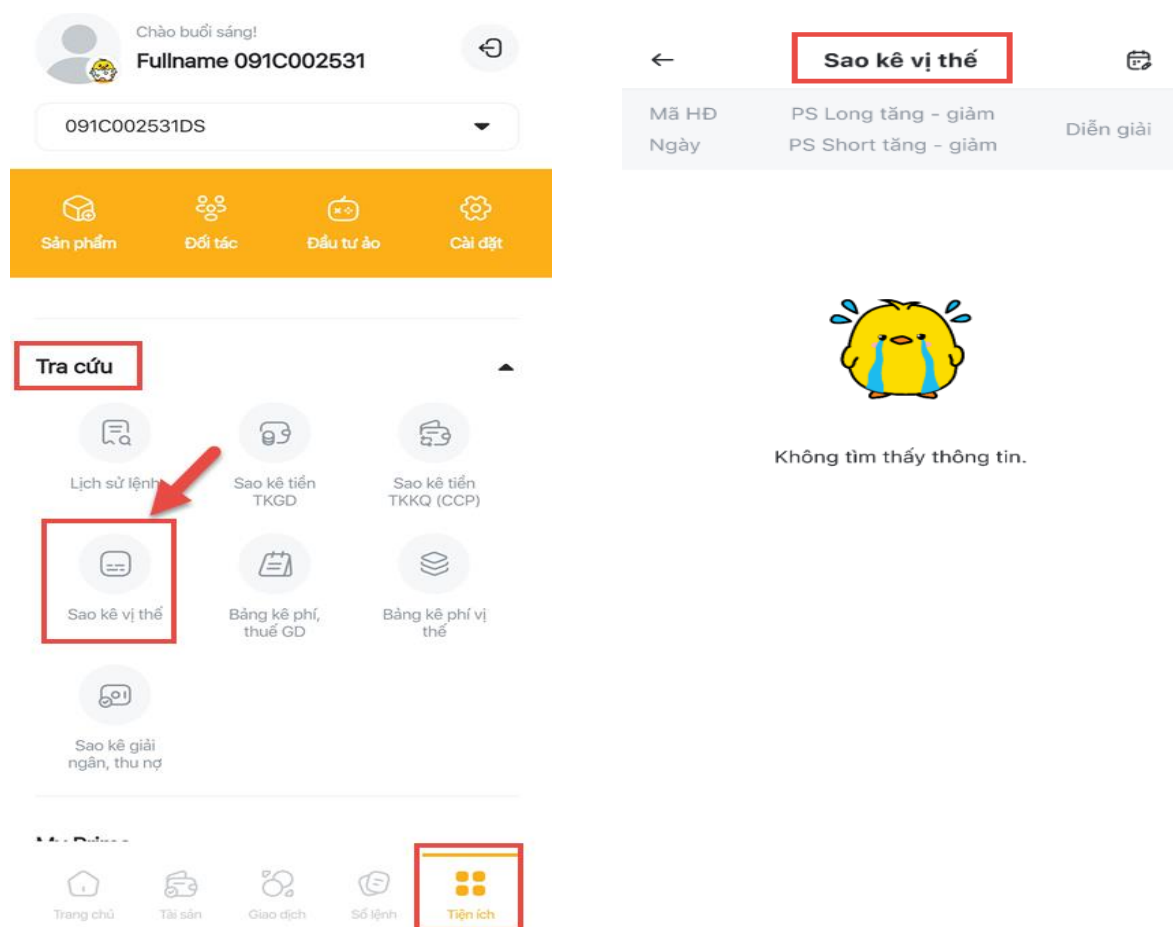 Chào buổi sáng!
Fullname 091C002531
091C002531DS
Sản phẩm
Đối tác
Đầu tư ảo
Cài đặt
Tra cứu
Lịch sử lệnh
Sao kê tiền
TKGD
Sao kê tiền
TKKQ (CCP)
Sao kê vị thế
Bảng kê phí,
thuế GD
Bảng kê phí vị
thế
Sao kê giải
ngân, thu nợ
Trang chủ
Tài sản
Giao dịch
Sổ lệnh
Tiện ích
Sao kê vị thế
Mã HĐ
PS Long tăng - giảm
Diễn giải
Ngày
PS Short tăng - giảm
Không tìm thấy thông tin.